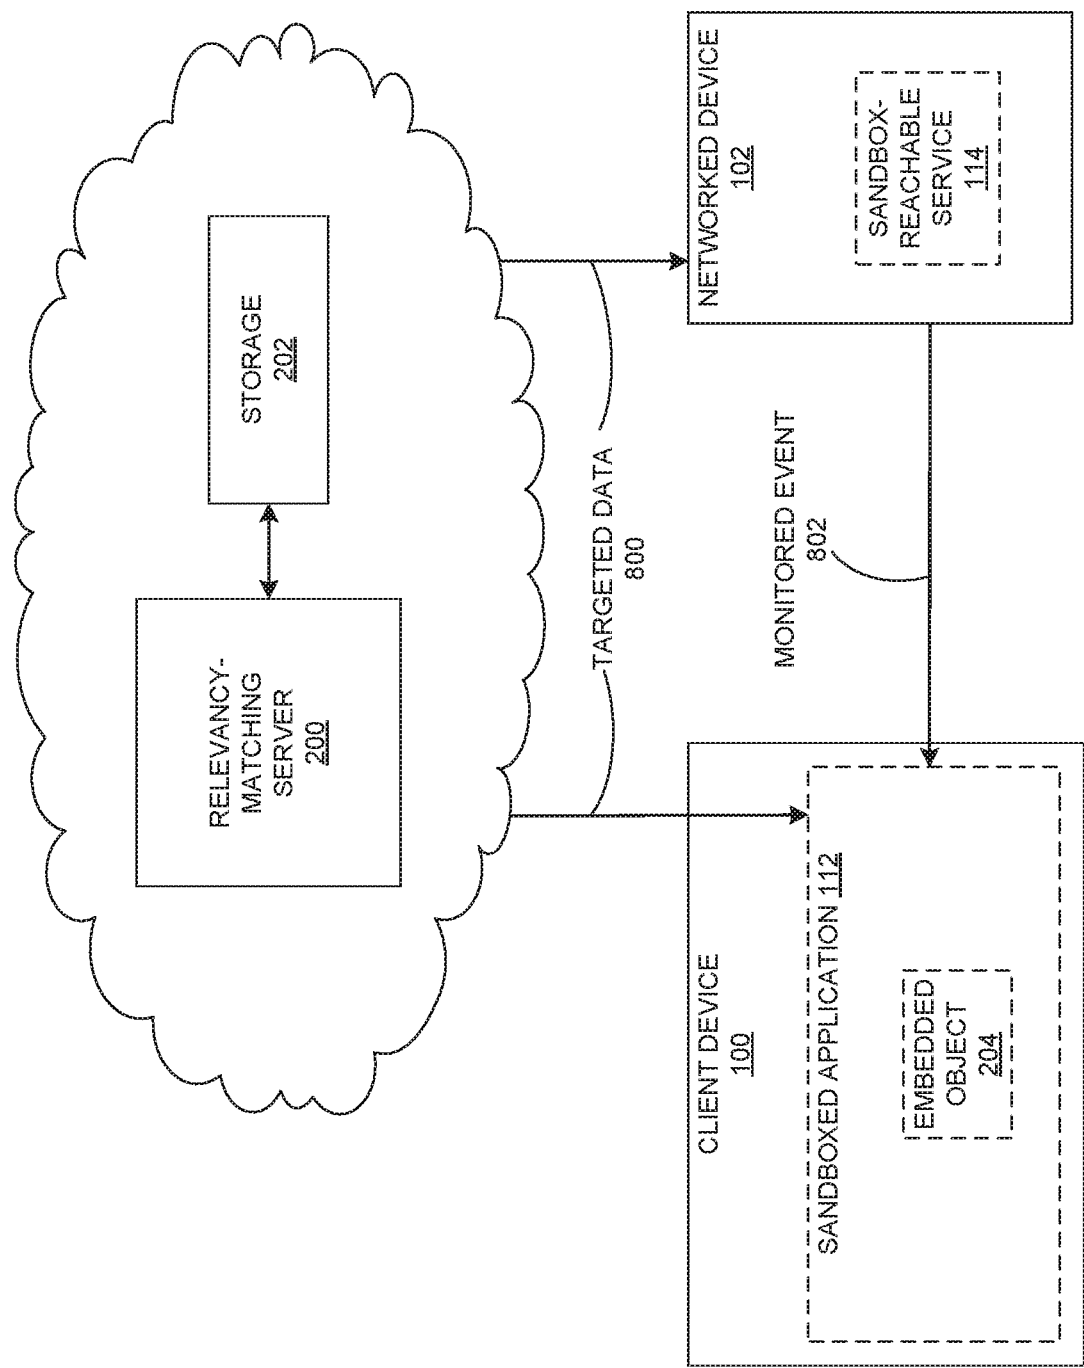 RELEVANCY-
MATCHING
SERVER
200
STORAGE
202
TARGETED DATA
800
CLIENT DEVICE
100
SANDBOXED APPLICATION 112
EMBEDDED
OBJECT
204
MONITORED EVENT
802
NETWORKED DEVICE
102
SANDBOX-
REACHABLE
SERVICE
114